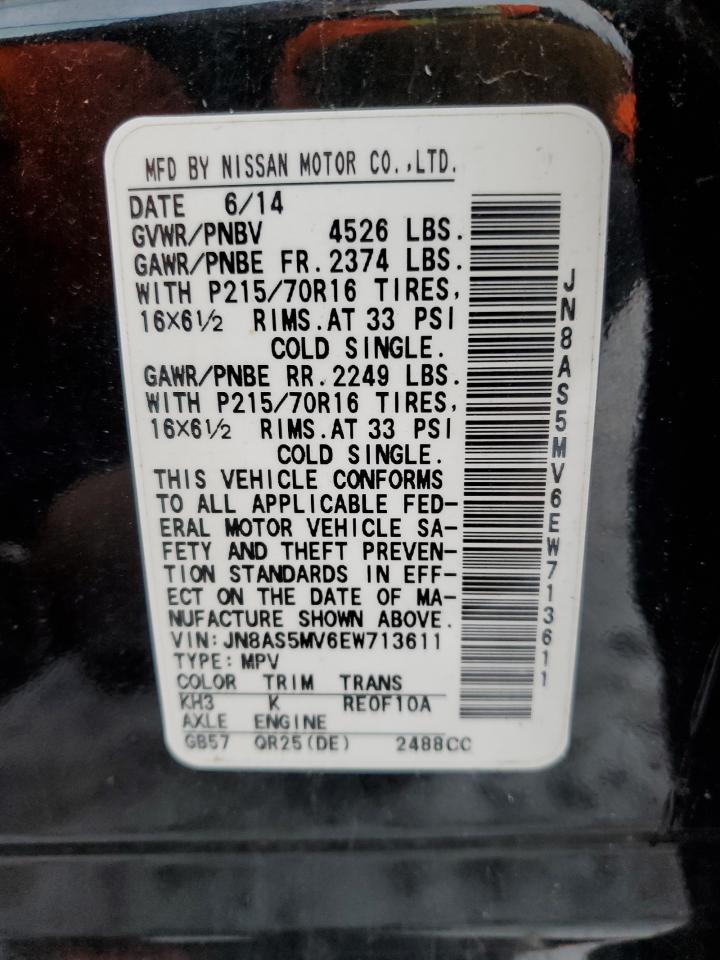 MFD BY NISSAN MOTOR CO.,LTD.
DATE 6/14
GVWR/PNBV 4526 LBS.
GAWR/PNBE FR. 2374 LBS.
WITH P215/70R16 TIRES,
16X6½ RIMS. AT 33 PSI
COLD SINGLE.
GAWR/PNBE RR. 2249 LBS.
WITH P215/70R16 TIRES,
16X6½ RIMS. AT 33 PSI
COLD SINGLE.
THIS VEHICLE CONFORMS
TO ALL APPLICABLE FED-
ERAL MOTOR VEHICLE SA-
FETY AND THEFT PREVEN-
TION STANDARDS IN EFF-
ECT ON THE DATE OF MA-
NUFACTURE SHOWN ABOVE.
VIN: JN8AS5MV6EW713611
TYPE: MPV
COLOR TRIM TRANS
KH3 K RE0F10A
AXLE ENGINE
GB57 QR25(DE) 2488CC
JN8AS5MV6EW713611